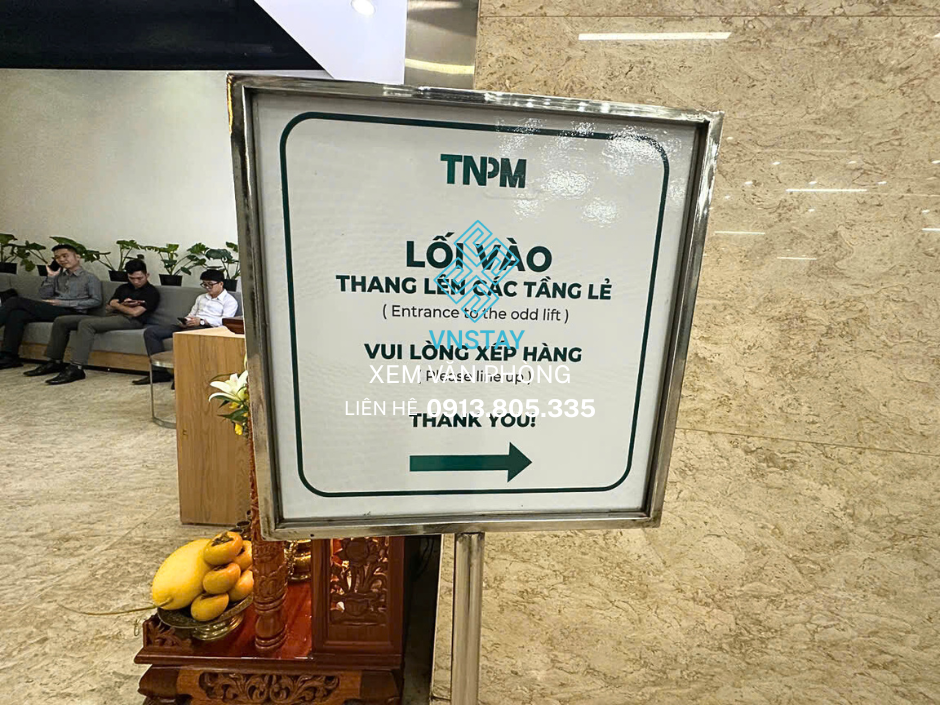 TNPM
LỐI VÀO
THANG LÊN CÁC TẦNG LẺ
( Entrance to the odd lift )
VNSTAY
VUI LÒNG XẾP HÀNG
XEM VĂN PHÒNG
( Please line up )
LIÊN HỆ 0913.805.335
THANK YOU!